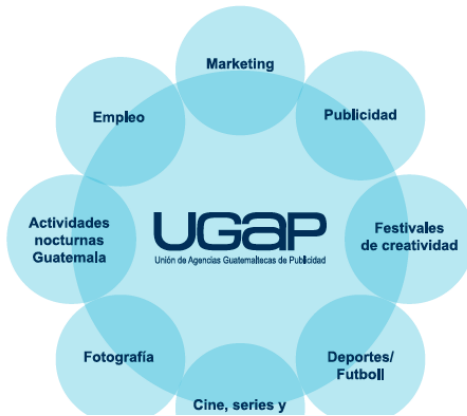 Marketing
Empleo
Publicidad
Actividades
nocturnas
Guatemala
UGAP
Unión de Agencias Guatemaltecas de Publicidad
Festivales
de creatividad
Fotografía
Deportes/
Futboll
Cine, series y